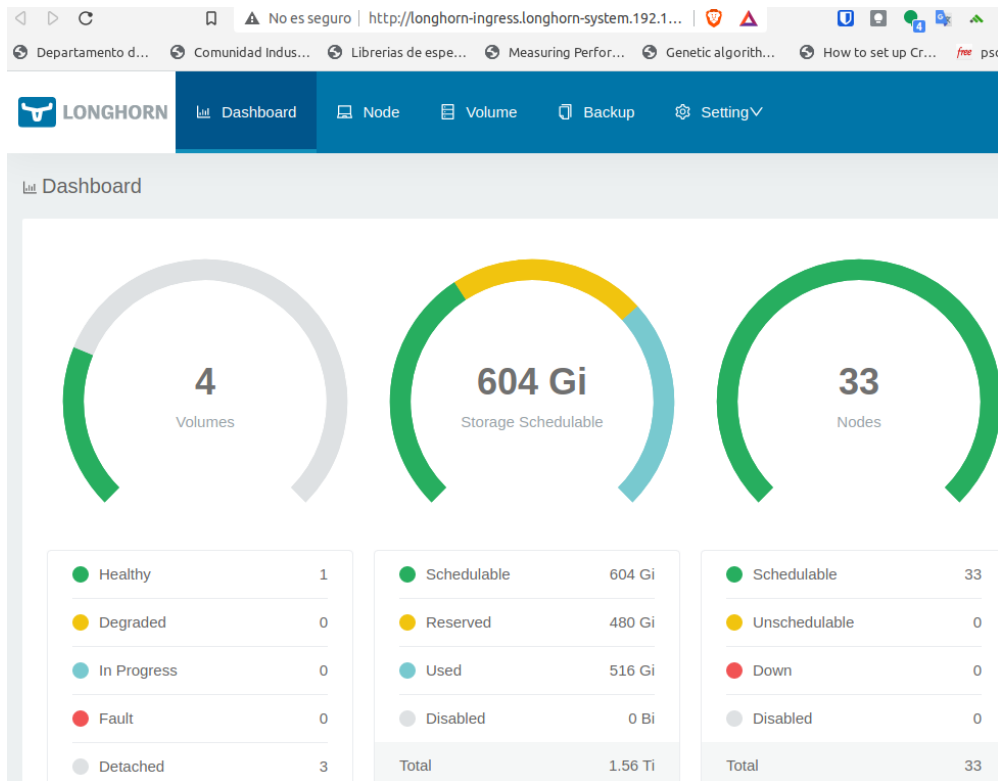 No es seguro | http://longhorn-ingress.longhorn-system.192.1...
4
Departamento d... Comunidad Indus... Librerias de espe... Measuring Perfor... Genetic algorith... How to set up Cr... free psc
LONGHORN Dashboard Node Volume Backup Setting
Dashboard
4
Volumes
604 Gi
Storage Schedulable
33
Nodes
Healthy 1
Degraded 0
In Progress 0
Fault 0
Detached 3
Schedulable 604 Gi
Reserved 480 Gi
Used 516 Gi
Disabled 0 Bi
Total 1.56 Ti
Schedulable 33
Unschedulable 0
Down 0
Disabled 0
Total 33